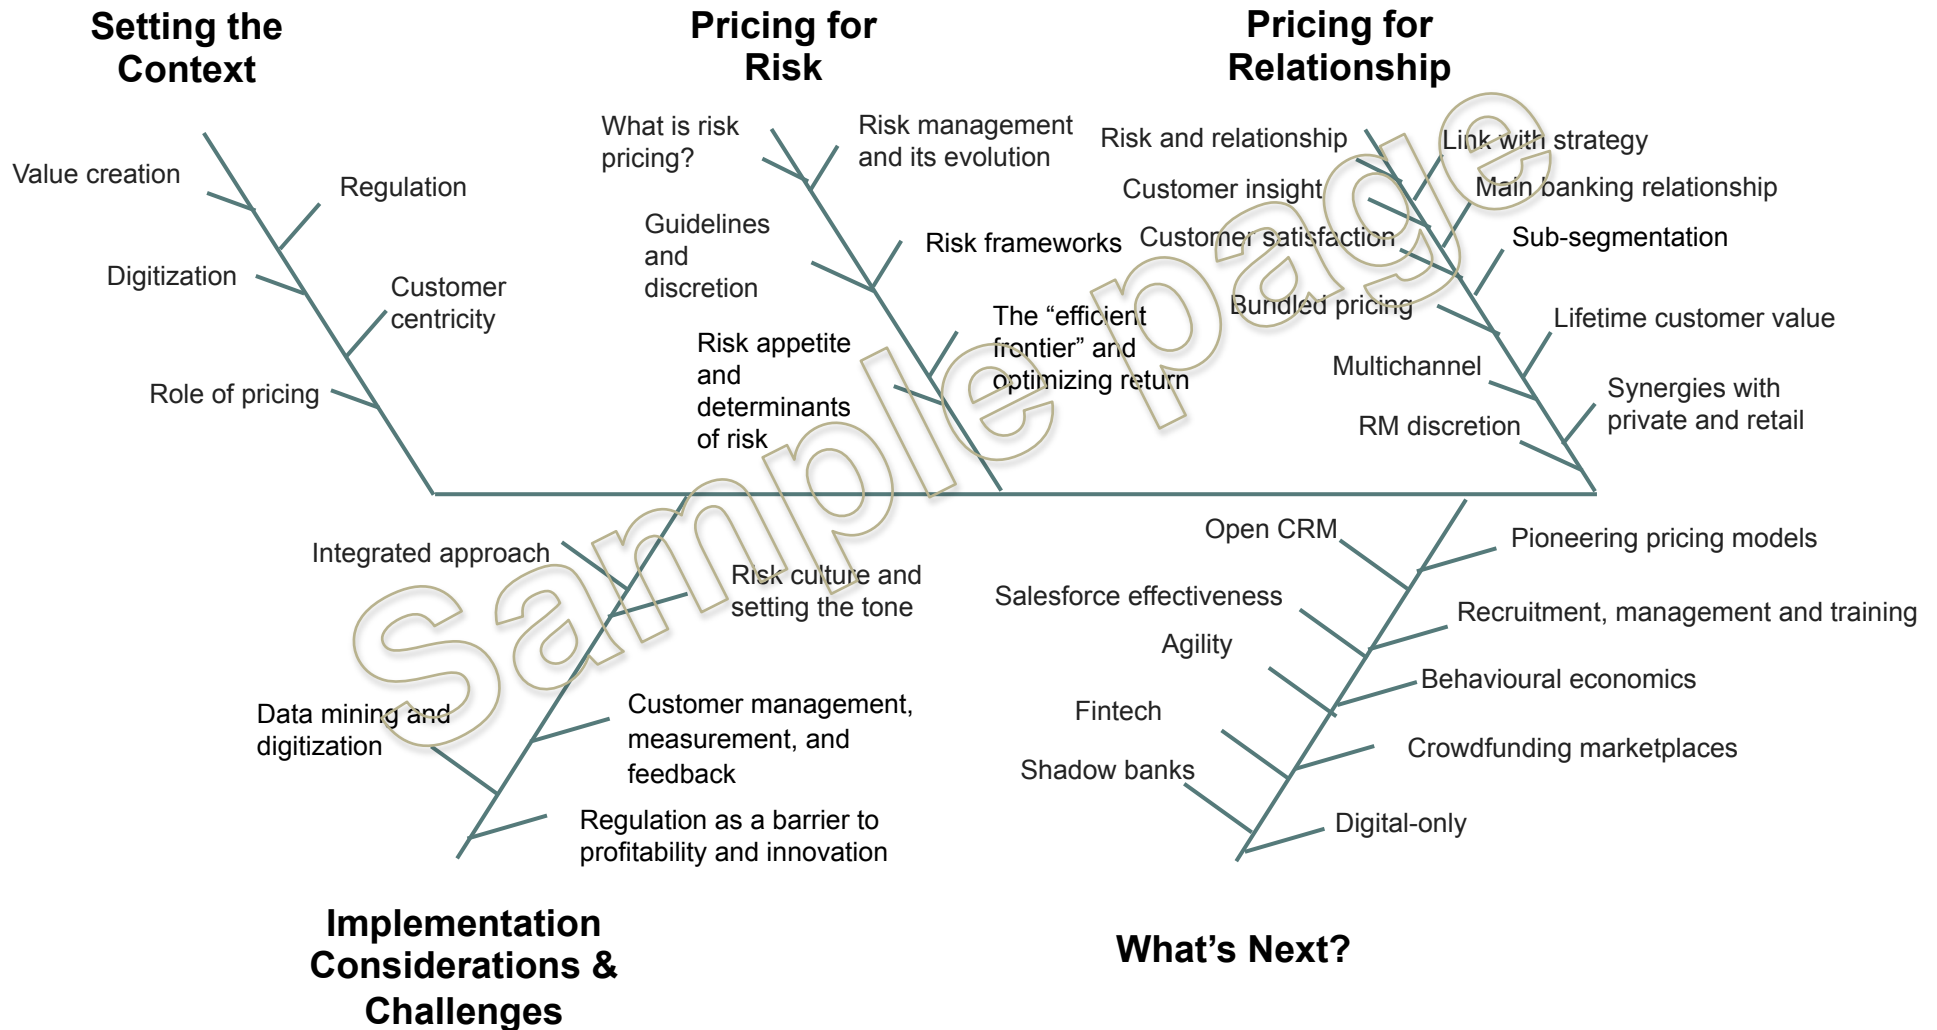 Setting the
Context
Pricing for
Risk
Pricing for
Relationship
Value creation
Regulation
Digitization
Customer
centricity
Role of pricing
What is risk
pricing?
Risk management
and its evolution
Guidelines
and
discretion
Risk frameworks
Risk appetite
and
determinants
of risk
The “efficient
frontier” and
optimizing return
Risk and relationship
Link with strategy
Customer insight
Main banking relationship
Customer satisfaction
Sub-segmentation
Bundled pricing
Lifetime customer value
Multichannel
Synergies with
private and retail
RM discretion
Sample page
Integrated approach
Risk culture and
setting the tone
Data mining and
digitization
Customer management,
measurement, and
feedback
Regulation as a barrier to
profitability and innovation
Open CRM
Pioneering pricing models
Salesforce effectiveness
Recruitment, management and training
Agility
Behavioural economics
Fintech
Crowdfunding marketplaces
Shadow banks
Digital-only
Implementation
Considerations &
Challenges
What’s Next?